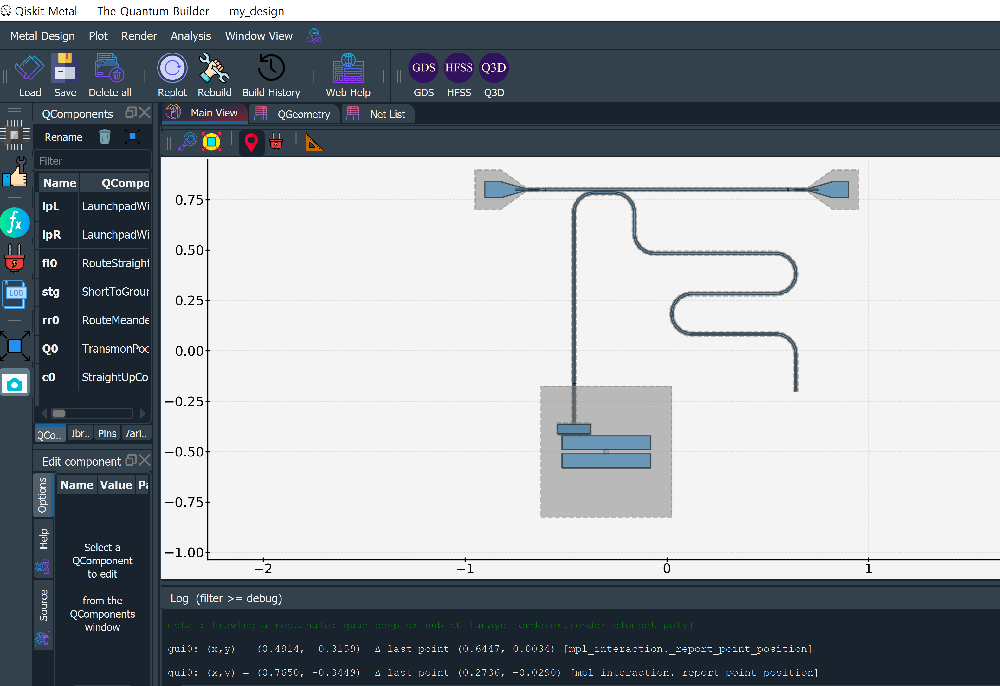 Qiskit Metal — The Quantum Builder — my_design
Metal Design Plot Render Analysis Window View
SOS
GDS HFSS Q3D
Load Save Delete all Replot Rebuild Build History Web Help GDS HFSS Q3D
QComponents
Main View QGeometry Net List
Rename
Filter
Name QCompo
lpL LaunchpadWi
lpR LaunchpadWi
fl0 RouteStraight
stg ShortToGrour
rr0 RouteMeande
Q0 TransmonPoc
c0 StraightUpCo
fx
LOG
QCo.. .ibr.. Pins /ari..
Edit component
Options
Help
Source
Name Value Pa
Select a
QComponent
to edit
from the
QComponents
window
0.75
0.50
0.25
0.00
−0.25
−0.50
−0.75
−1.00
−2 −1 0 1
Log (filter >= debug)
metal: Drawing a rectangle: quad_coupler_sub_c0 [ansys_renderer.render_element_poly]
gui0: (x,y) = (0.4914, -0.3159) Δ last point (0.6447, 0.0034) [mpl_interaction._report_point_position]
gui0: (x,y) = (0.7650, -0.3449) Δ last point (0.2736, -0.0290) [mpl_interaction._report_point_position]